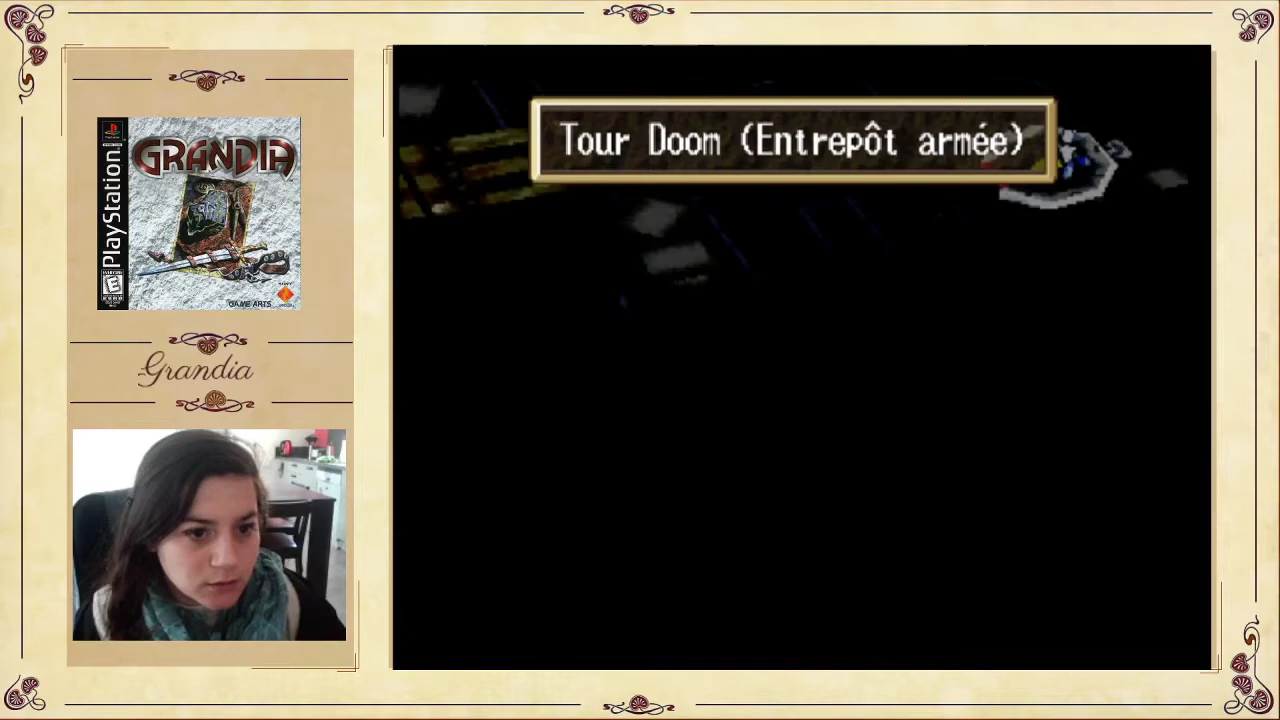 Tour Doom (Entrepôt armée)
PlayStation
GRANDIA
GAME ARTS
Grandia